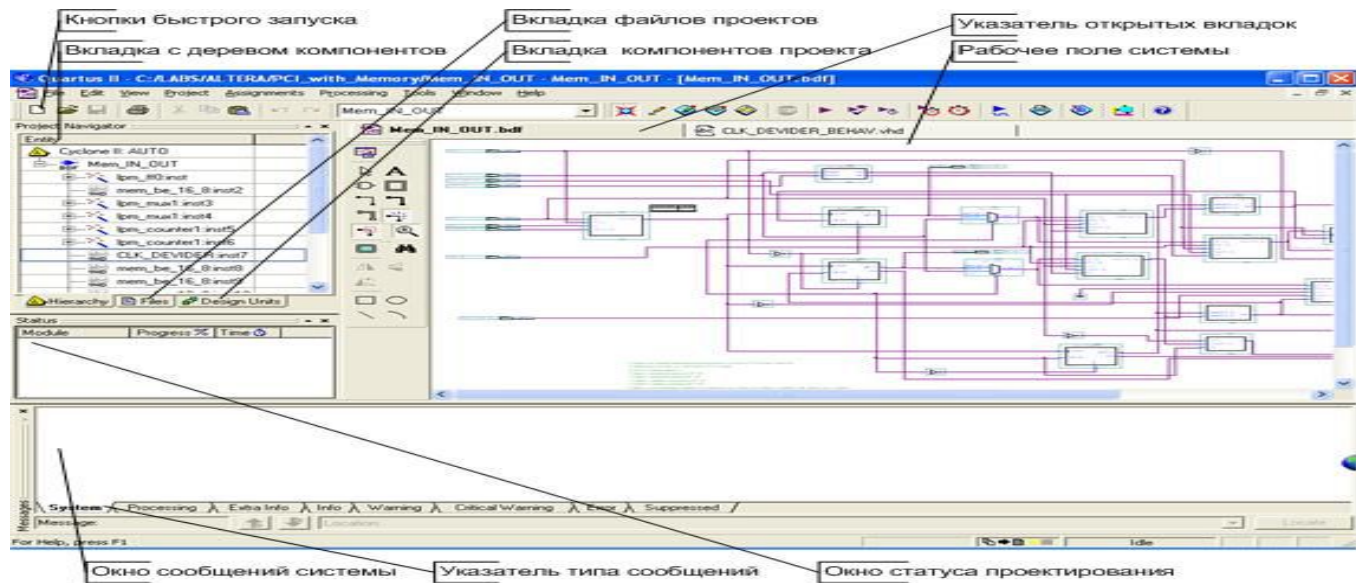 Кнопки быстрого запуска
Вкладка файлов проектов
Указатель открытых вкладок
Вкладка с деревом компонентов
Вкладка компонентов проекта
Рабочее поле системы
Quartus II - C:/LABS/ALTERA/PCI_with_Memory/Mem_IN_OUT - Mem_IN_OUT - [Mem_IN_OUT.bdf]
File Edit View Project Assignments Processing Tools Window Help
Mem_IN_OUT
Project Navigator
Mem_IN_OUT.bdf
CLK_DEVIDER_BEHAV.vhd
Entity
Cyclone II: AUTO
Mem_IN_OUT
lpm_ff0:inst
mem_be_16_8:inst2
lpm_mux1:inst3
lpm_mux1:inst4
lpm_counter1:inst5
lpm_counter1:inst6
CLK_DEVIDER:inst7
mem_be_16_8:inst8
Hierarchy Files Design Units
Status
Module Progress % Time
System Processing Extra Info Info Warning Critical Warning Error Suppressed
Messages
Message:
Location:
Locate
For Help, press F1
Idle
Окно сообщений системы
Указатель типа сообщений
Окно статуса проектирования